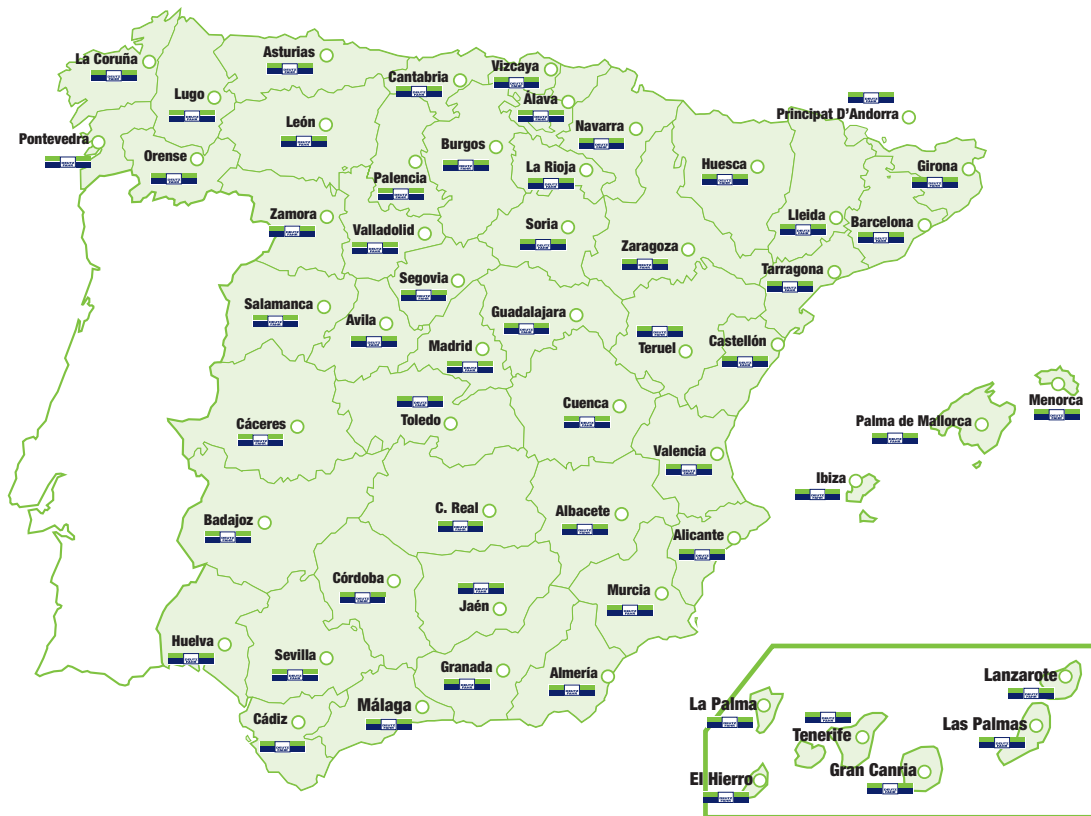 La Coruña
Asturias
Cantabria
Vizcaya
Álava
Navarra
Principat D'Andorra
Lugo
León
Burgos
Pontevedra
Orense
Palencia
La Rioja
Huesca
Girona
Zamora
Valladolid
Soria
Zaragoza
Lleida
Barcelona
Segovia
Tarragona
Salamanca
Avila
Guadalajara
Madrid
Teruel
Castellón
Toledo
Cuenca
Cáceres
Palma de Mallorca
Menorca
Valencia
Ibiza
Badajoz
C. Real
Albacete
Alicante
Córdoba
Jaén
Murcia
Huelva
Sevilla
Granada
Almería
Málaga
Cádiz
La Palma
Lanzarote
Tenerife
Las Palmas
El Hierro
Gran Canria